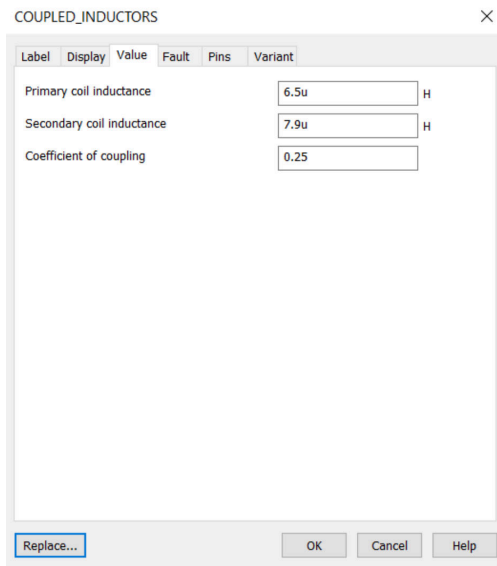 COUPLED_INDUCTORS
Label Display Value Fault Pins Variant
Primary coil inductance 6.5u H
Secondary coil inductance 7.9u H
Coefficient of coupling 0.25
Replace... OK Cancel Help